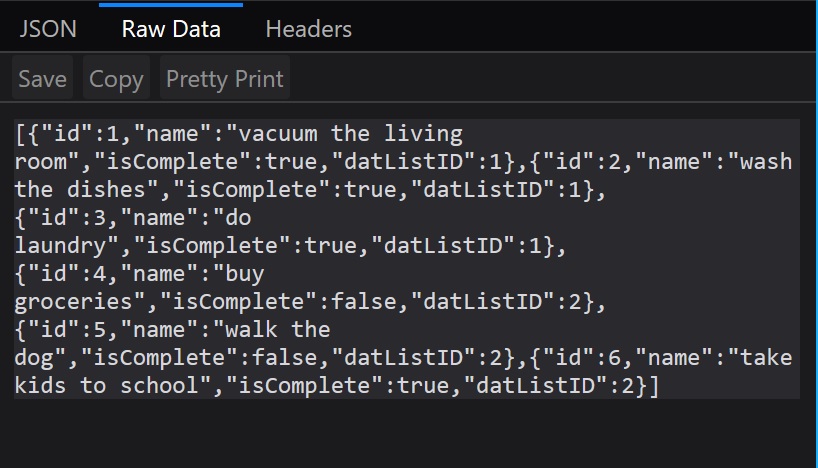 JSON Raw Data Headers
Save Copy Pretty Print
[{"id":1,"name":"vacuum the living
room","isComplete":true,"datListID":1},{"id":2,"name":"wash
the dishes","isComplete":true,"datListID":1},
{"id":3,"name":"do
laundry","isComplete":true,"datListID":1},
{"id":4,"name":"buy
groceries","isComplete":false,"datListID":2},
{"id":5,"name":"walk the
dog","isComplete":false,"datListID":2},{"id":6,"name":"take
kids to school","isComplete":true,"datListID":2}]